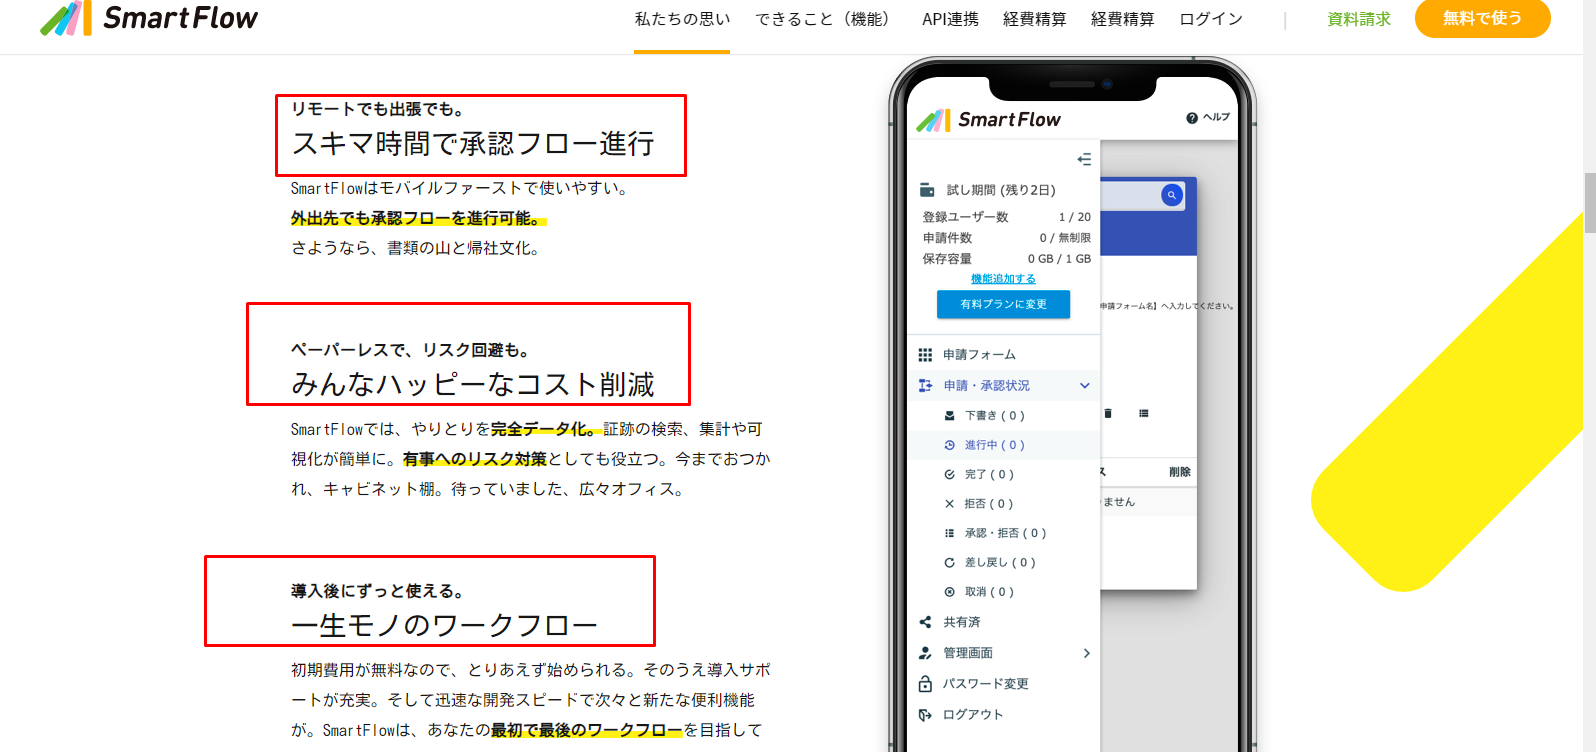 SmartFlow
私たちの思い
できること（機能）
API連携
経費精算
経費精算
ログイン
資料請求
無料で使う
リモートでも出張でも。
スキマ時間で承認フロー進行
SmartFlowはモバイルファーストで使いやすい。
外出先でも承認フローを進行可能。
さようなら、書類の山と帰社文化。
ペーパーレスで、リスク回避も。
みんなハッピーなコスト削減
SmartFlowでは、やりとりを完全データ化。証跡の検索、集計や可
視化が簡単に。有事へのリスク対策としても役立つ。今までおつか
れ、キャビネット棚。待っていました、広々オフィス。
導入後にずっと使える。
一生モノのワークフロー
初期費用が無料なので、とりあえず始められる。そのうえ導入サポ
ートが充実。そして迅速な開発スピードで次々と新たな便利機能
が。SmartFlowは、あなたの最初で最後のワークフローを目指して
SmartFlow
ヘルプ
試し期間 (残り2日)
登録ユーザー数 1 / 20
申請件数 0 / 無制限
保存容量 0 GB / 1 GB
機能追加する
有料プランに変更
申請フォーム名】へ入力してください。
申請フォーム
申請・承認状況
下書き ( 0 )
進行中 ( 0 )
完了 ( 0 )
ス 削除
拒否 ( 0 )
ません
承認・拒否 ( 0 )
差し戻し ( 0 )
取消 ( 0 )
共有済
管理画面
パスワード変更
ログアウト